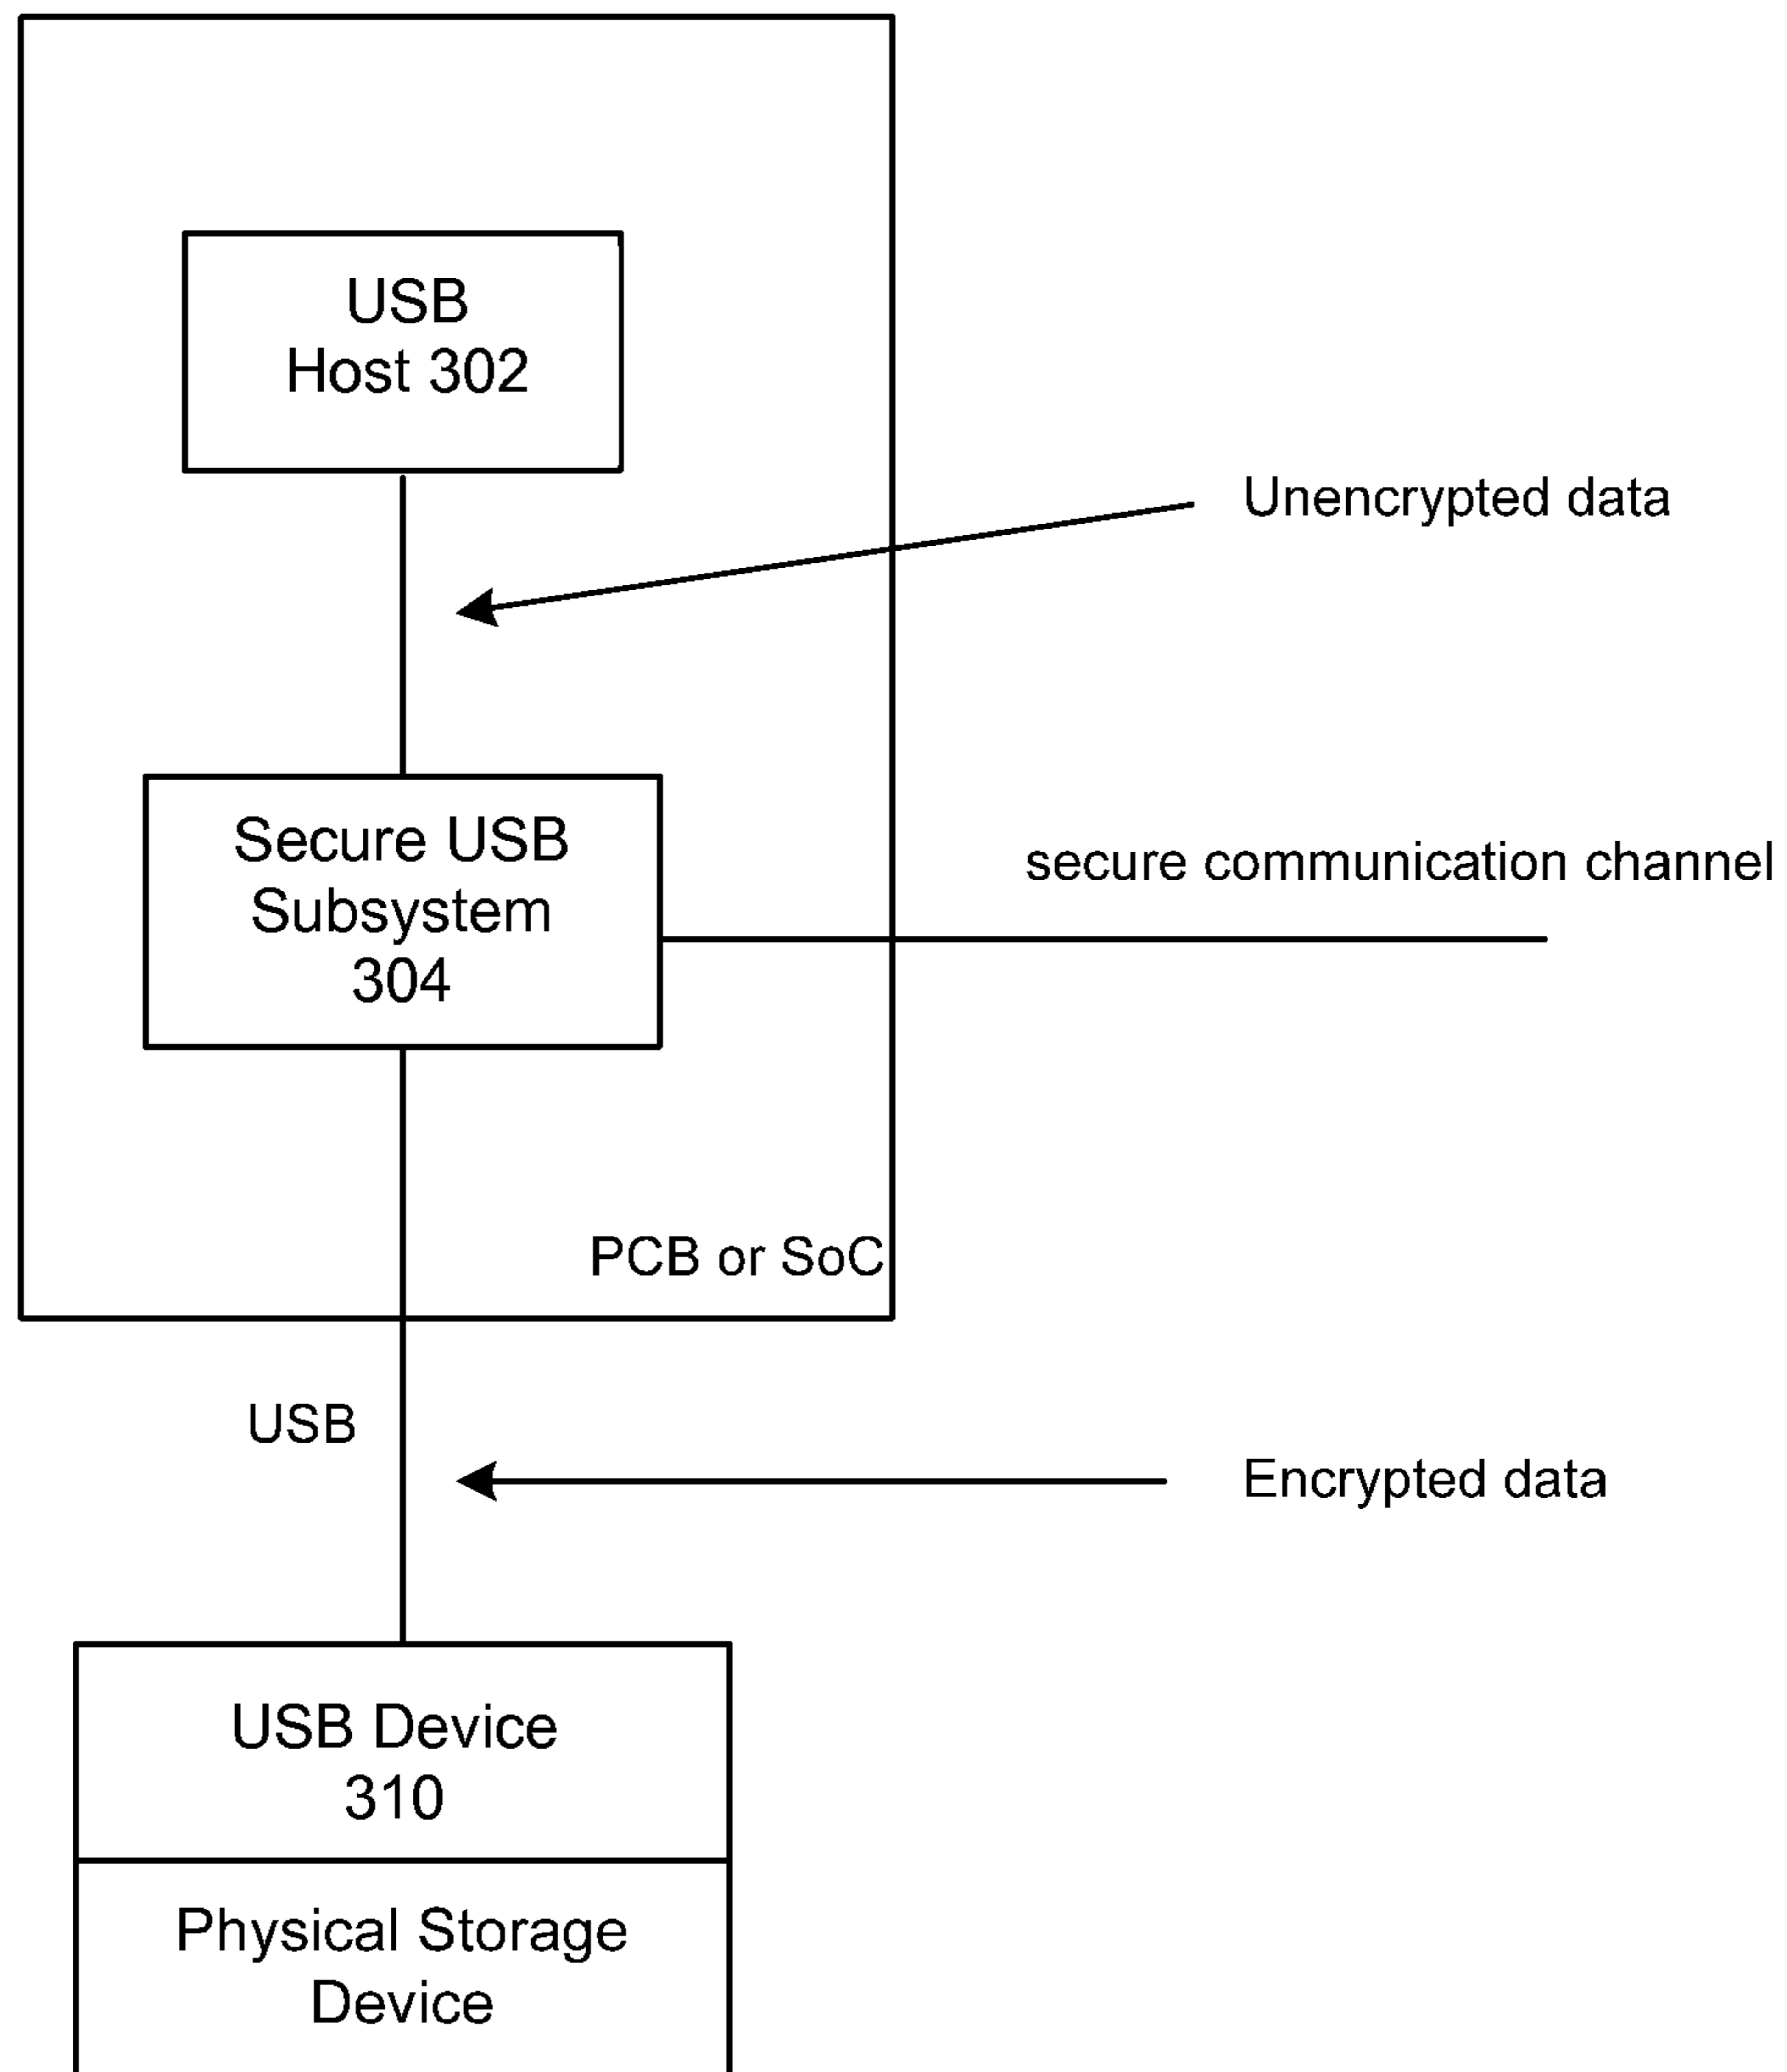 USB
Host 302
Unencrypted data
Secure USB
Subsystem
304
secure communication channel
PCB or SoC
USB
Encrypted data
USB Device
310
Physical Storage
Device